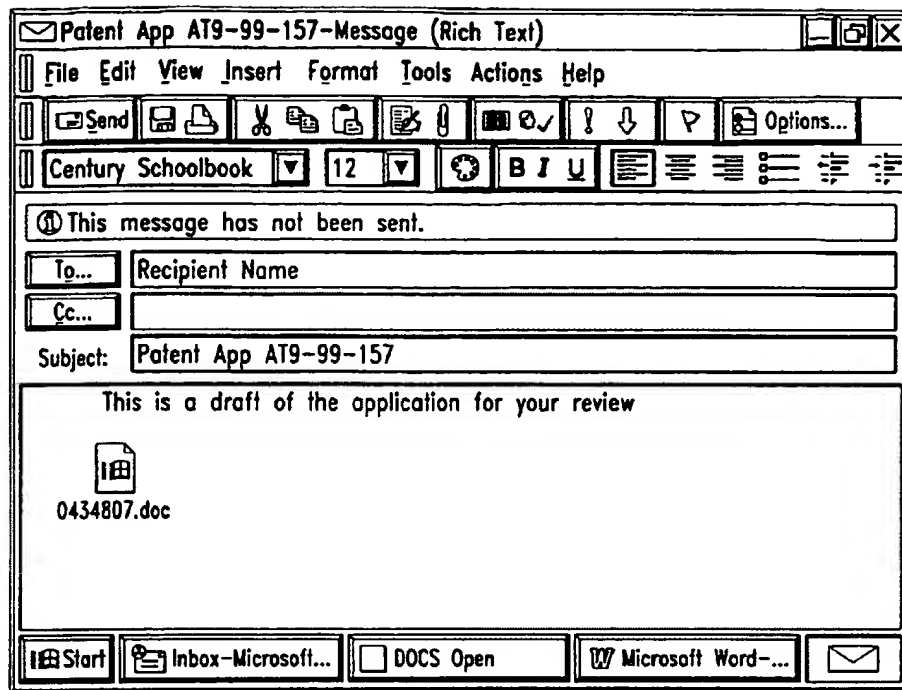 Patent App AT9-99-157-Message (Rich Text)
File Edit View Insert Format Tools Actions Help
Send Options...
Century Schoolbook 12 B I U
This message has not been sent.
To... Recipient Name
Cc...
Subject: Patent App AT9-99-157
This is a draft of the application for your review
0434807.doc
Start Inbox-Microsoft... DOCS Open W Microsoft Word-...